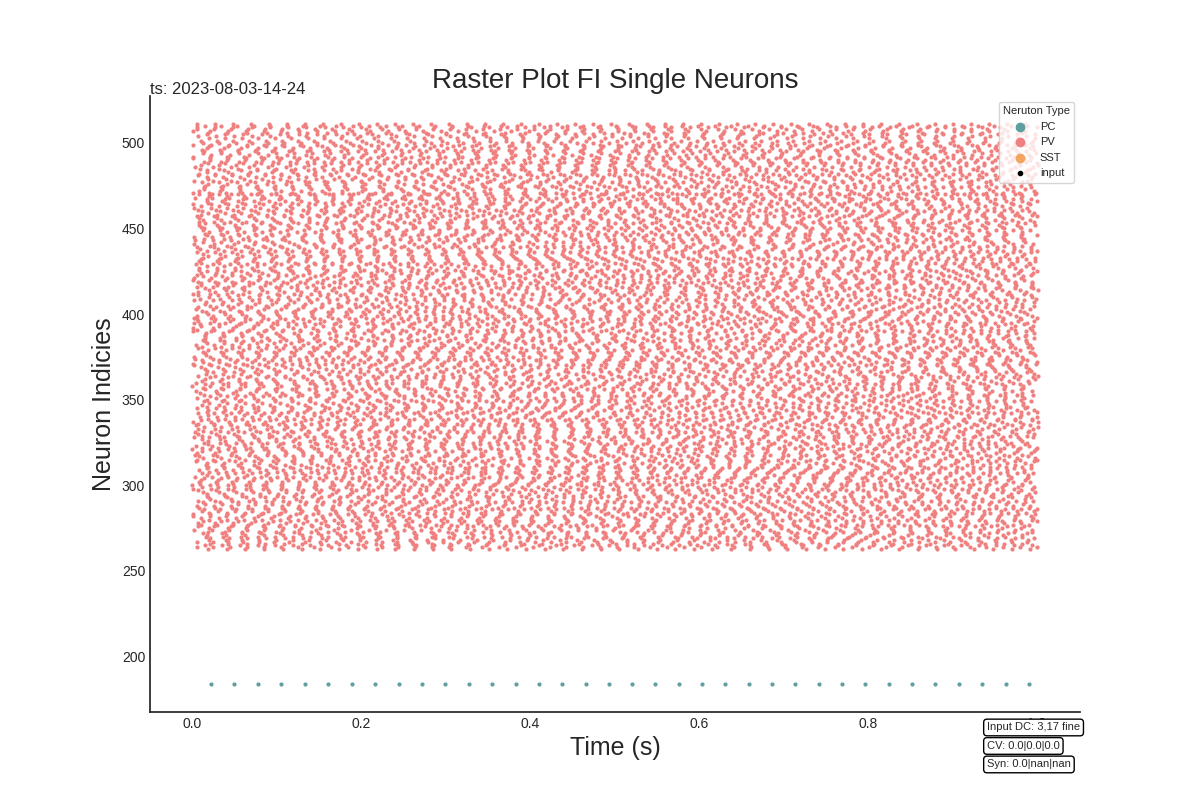 Raster Plot FI Single Neurons
ts: 2023-08-03-14-24
Neruton Type
PC
PV
SST
input
500
450
400
350
300
250
200
Neuron Indicies
0.0
0.2
0.4
0.6
0.8
Time (s)
Input DC: 3,17 fine
CV: 0.0|0.0|0.0
Syn: 0.0|nan|nan